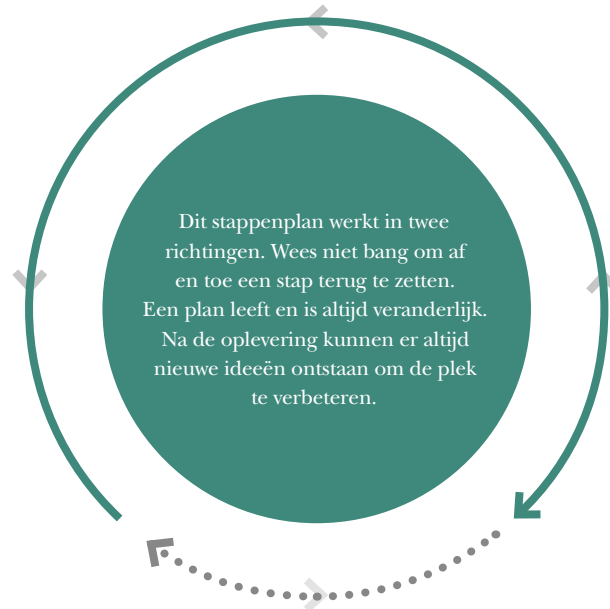 Dit stappenplan werkt in twee
richtingen. Wees niet bang om af
en toe een stap terug te zetten.
Een plan leeft en is altijd veranderlijk.
Na de oplevering kunnen er altijd
nieuwe ideeën ontstaan om de plek
te verbeteren.